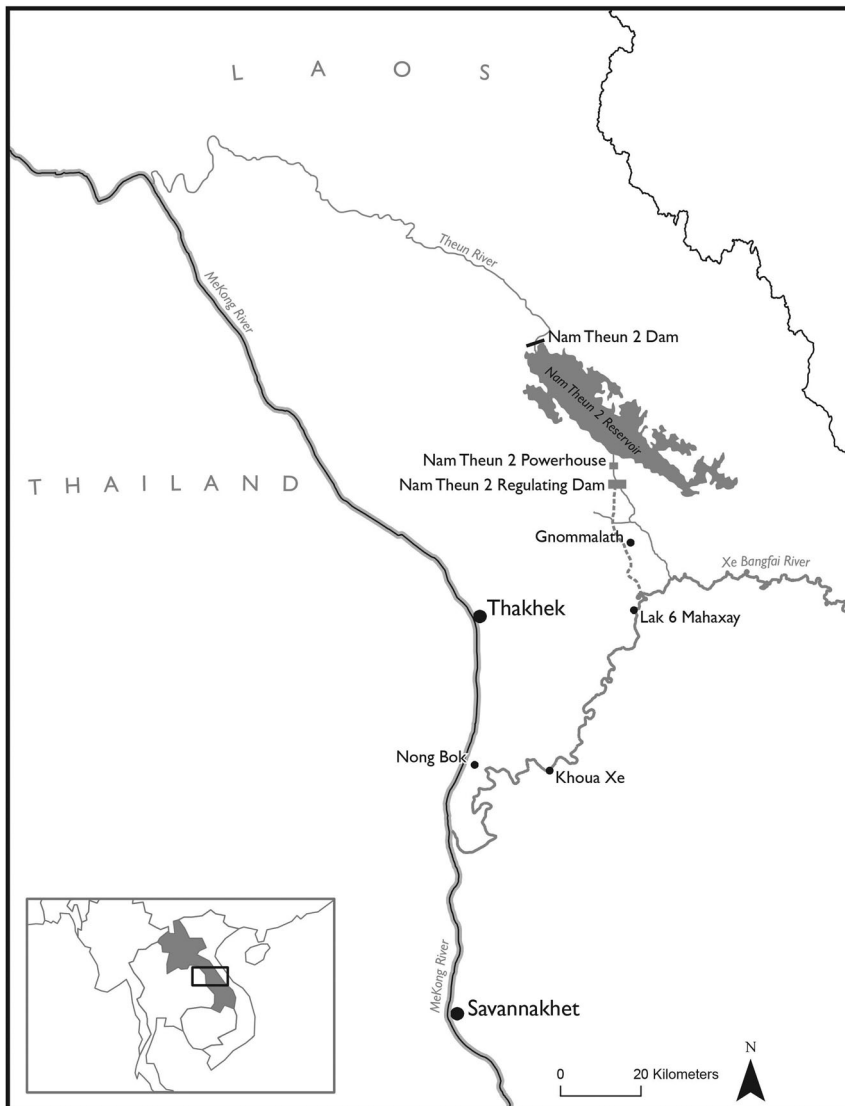 L A O S
Theun River
MeKong River
Nam Theun 2 Dam
Nam Theun 2 Reservoir
T H A I L A N D
Nam Theun 2 Powerhouse
Nam Theun 2 Regulating Dam
Gnommalath
Xe Bangfai River
Thakhek
Lak 6 Mahaxay
Nong Bok
Khoua Xe
MeKong River
Savannakhet
N
0 20 Kilometers